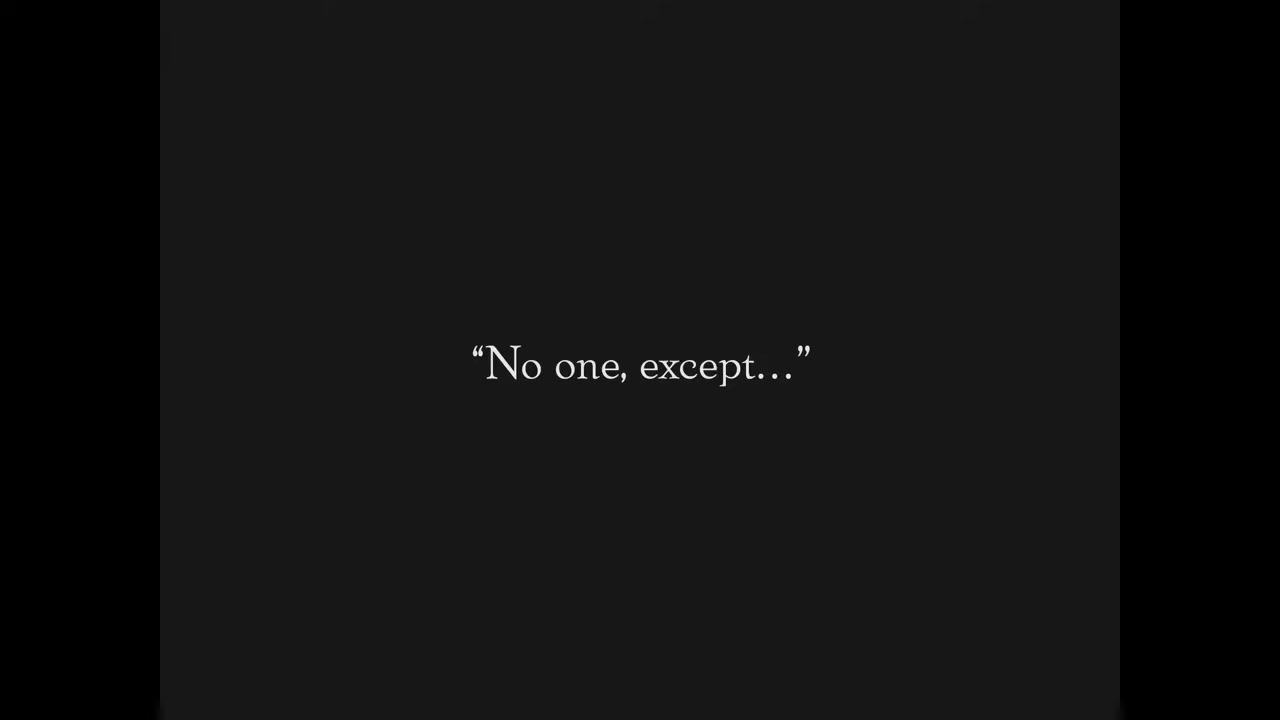 “No one, except…”